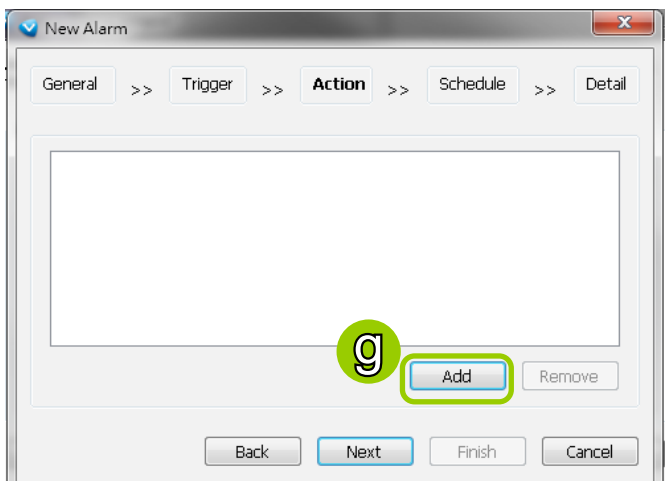 New Alarm
General >> Trigger >> Action >> Schedule >> Detail
g
Add Remove
Back Next Finish Cancel